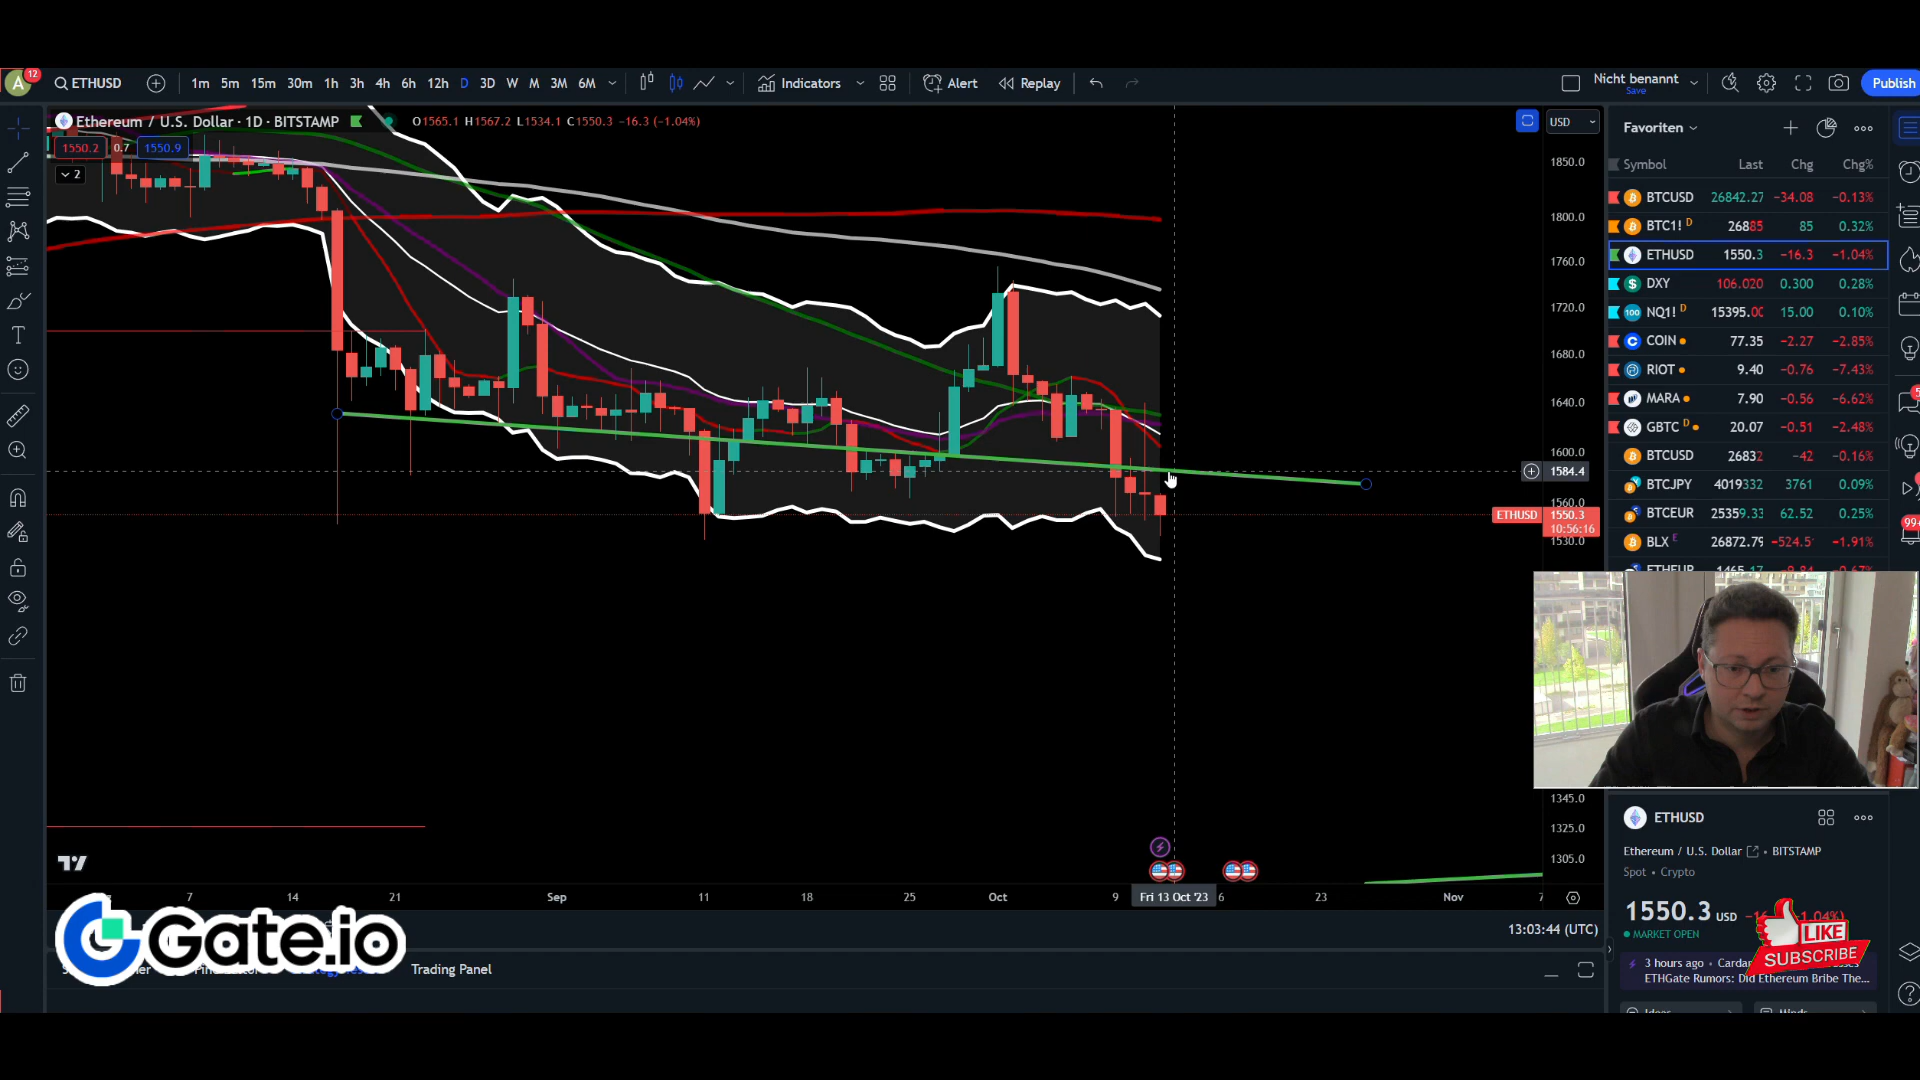 A 12 ETHUSD 1m 5m 15m 30m 1h 3h 4h 6h 12h D 3D W M 3M 6M Indicators Alert Replay Nicht benannt Save Publish
Ethereum / U.S. Dollar · 1D · BITSTAMP O1565.1 H1567.2 L1534.1 C1550.3 −16.3 (−1.04%)
1550.2 0.7 1550.9
2
USD
1850.0
1800.0
1760.0
1720.0
1680.0
1640.0
1600.0
1584.4
1560.0
ETHUSD 1550.3
10:56:16
1530.0
1345.0
1325.0
1305.0
7 14 21 Sep 11 18 25 Oct 9 Fri 13 Oct '23 6 23 Nov
13:03:44 (UTC)
Gate.io
Trading Panel
Favoriten
Symbol Last Chg Chg%
BTCUSD 26842.27 −34.08 −0.13%
BTC1! D 26885 85 0.32%
ETHUSD 1550.3 −16.3 −1.04%
DXY 106.020 0.300 0.28%
NQ1! D 15395.00 15.00 0.10%
COIN 77.35 −2.27 −2.85%
RIOT 9.40 −0.76 −7.43%
MARA 7.90 −0.56 −6.62%
GBTC D 20.07 −0.51 −2.48%
BTCUSD 26832 −42 −0.16%
BTCJPY 4019332 3761 0.09%
BTCEUR 25359.33 62.52 0.25%
BLX E 26872.79 −524.5 −1.91%
99+
ETHUSD
Ethereum / U.S. Dollar • BITSTAMP
Spot • Crypto
1550.3 USD
MARKET OPEN
LIKE
SUBSCRIBE
3 hours ago •
ETHGate Rumors: Did Ethereum Bribe The...